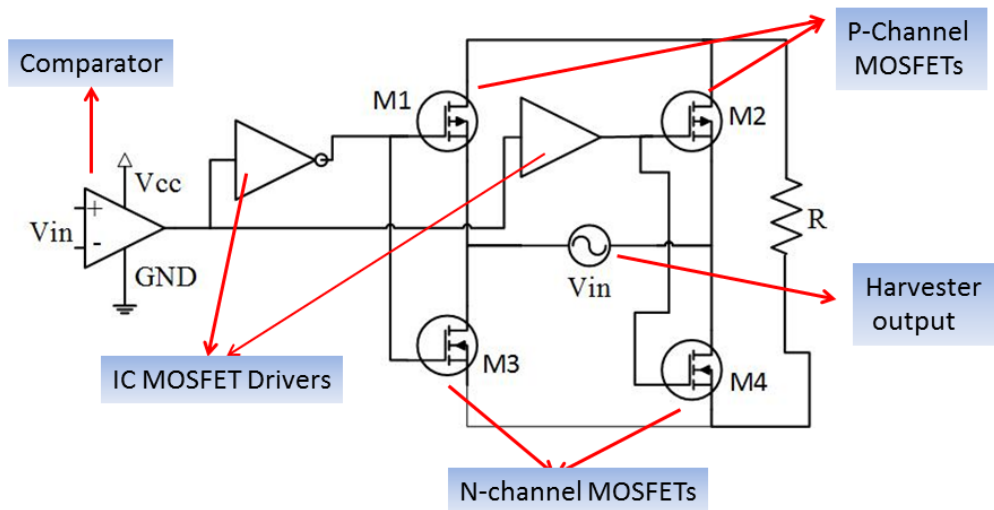 P-Channel
MOSFETs
Comparator
M1
M2
Vcc
+
Vin
-
R
GND
Vin
Harvester
output
M3
IC MOSFET Drivers
M4
N-channel MOSFETs